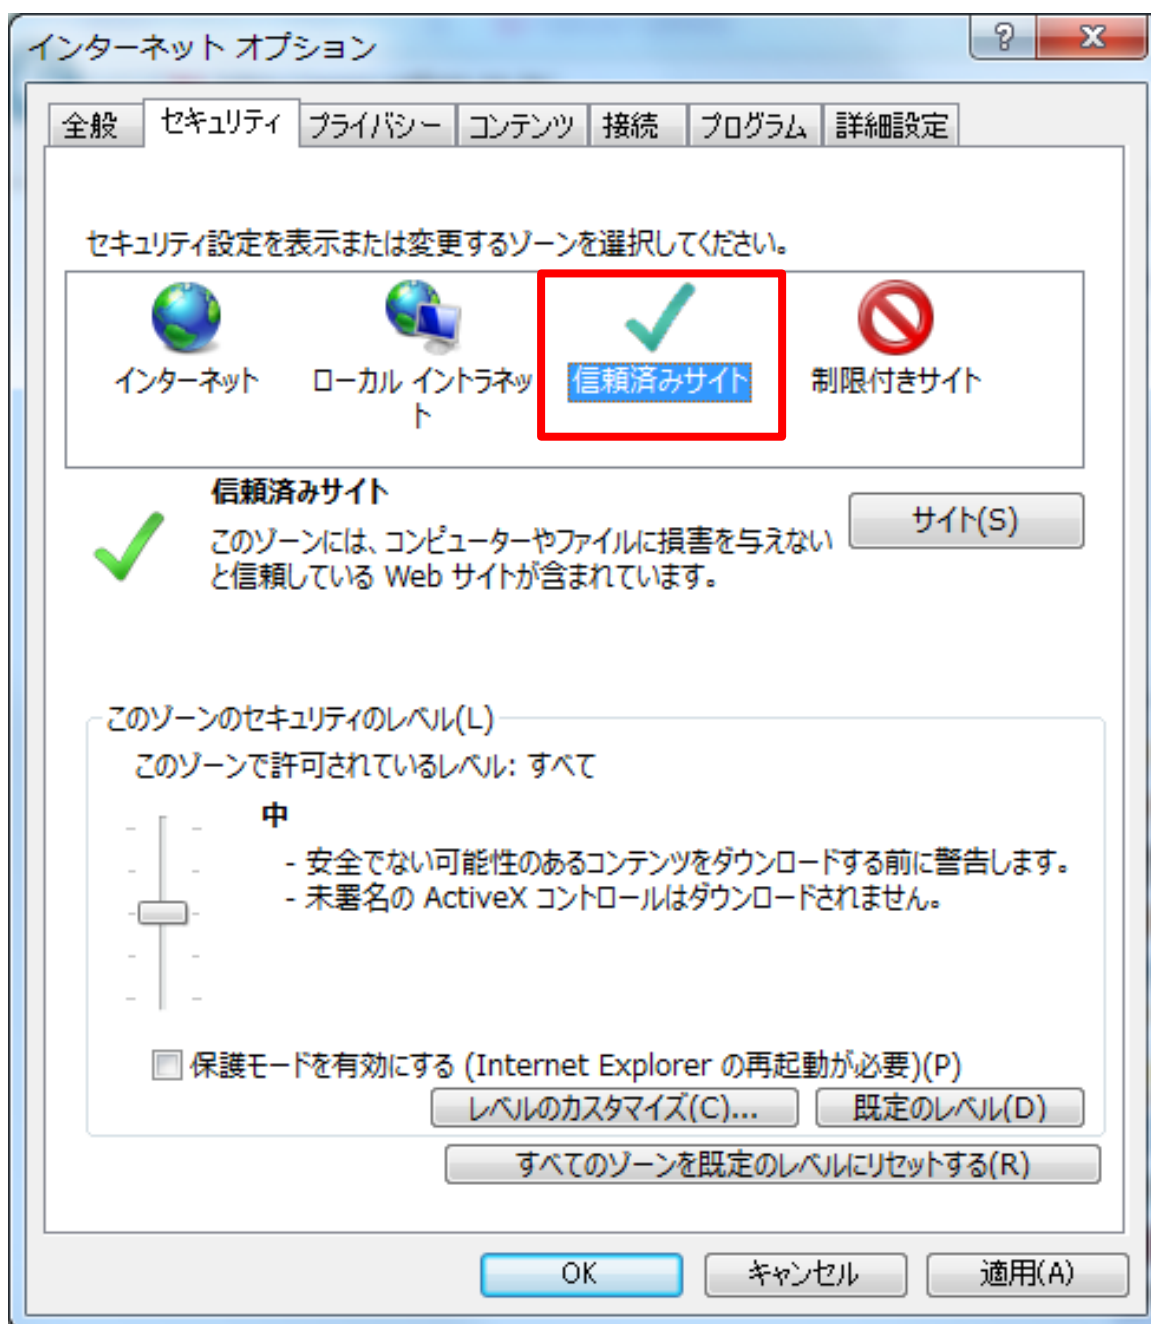 インターネット オプション
?
X
全般 セキュリティ プライバシー コンテンツ 接続 プログラム 詳細設定
セキュリティ設定を表示または変更するゾーンを選択してください。
インターネット
ローカル イントラネッ
ト
信頼済みサイト
制限付きサイト
信頼済みサイト
このゾーンには、コンピューターやファイルに損害を与えない
と信頼している Web サイトが含まれています。
サイト(S)
このゾーンのセキュリティのレベル(L)
このゾーンで許可されているレベル: すべて
中
- 安全でない可能性のあるコンテンツをダウンロードする前に警告します。
- 未署名の ActiveX コントロールはダウンロードされません。
保護モードを有効にする (Internet Explorer の再起動が必要)(P)
レベルのカスタマイズ(C)... 既定のレベル(D)
すべてのゾーンを既定のレベルにリセットする(R)
OK キャンセル 適用(A)